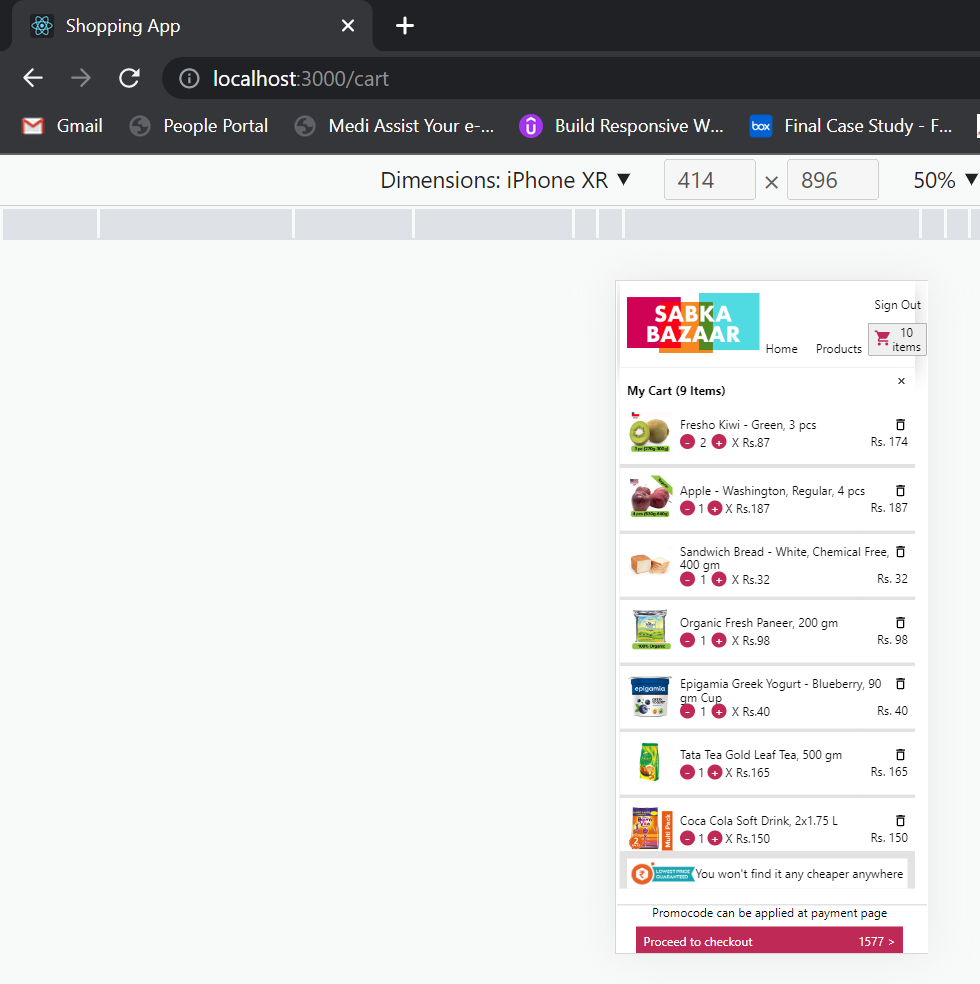 Shopping App
localhost:3000/cart
Gmail People Portal Medi Assist Your e-... Build Responsive W... box Final Case Study - F...
Dimensions: iPhone XR 414 × 896 50%
SABKA
BAZAAR
Sign Out
Home Products
10
items
My Cart (9 Items)
Fresho Kiwi - Green, 3 pcs
- 2 + X Rs.87 Rs. 174
Apple - Washington, Regular, 4 pcs
- 1 + X Rs.187 Rs. 187
Sandwich Bread - White, Chemical Free,
400 gm
- 1 + X Rs.32 Rs. 32
Organic Fresh Paneer, 200 gm
100% Organic
- 1 + X Rs.98 Rs. 98
epigamia
Epigamia Greek Yogurt - Blueberry, 90
gm Cup
- 1 + X Rs.40 Rs. 40
Tata Tea Gold Leaf Tea, 500 gm
- 1 + X Rs.165 Rs. 165
Multi Pack
Coca Cola Soft Drink, 2x1.75 L
- 1 + X Rs.150 Rs. 150
LOWEST PRICE
GUARANTEED
You won't find it any cheaper anywhere
Promocode can be applied at payment page
Proceed to checkout 1577 >